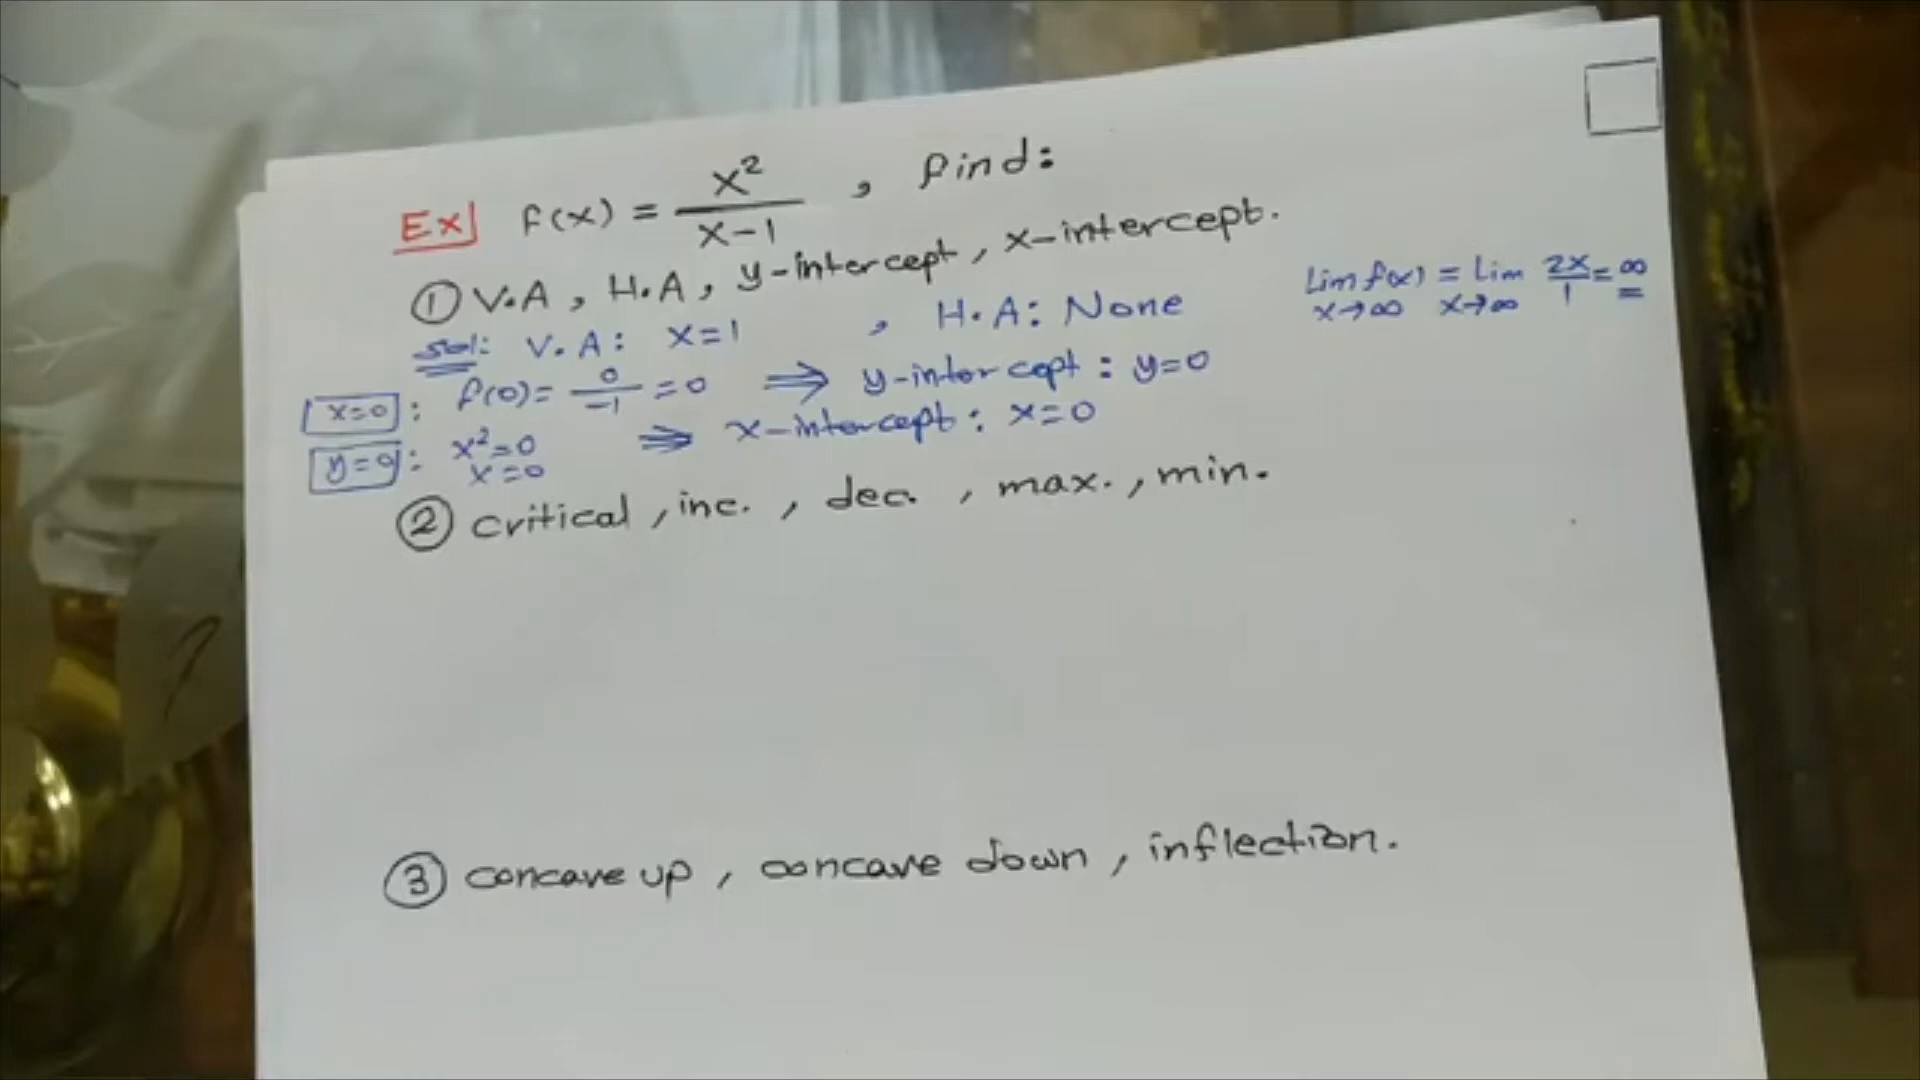 Ex] f(x) = x²/(x-1) , find:
① V.A , H.A , y-intercept , x-intercept.
Sol: V.A: x=1 , H.A: None
Lim f(x) = Lim 2x/1 = ∞
x→∞ x→∞
x=0 : f(0) = 0/-1 = 0 ⇒ y-intercept : y=0
y=0 : x²=0 ⇒ x-intercept : x=0
x=0
② critical , inc. , dec. , max. , min.
③ concave up , concave down , inflection.